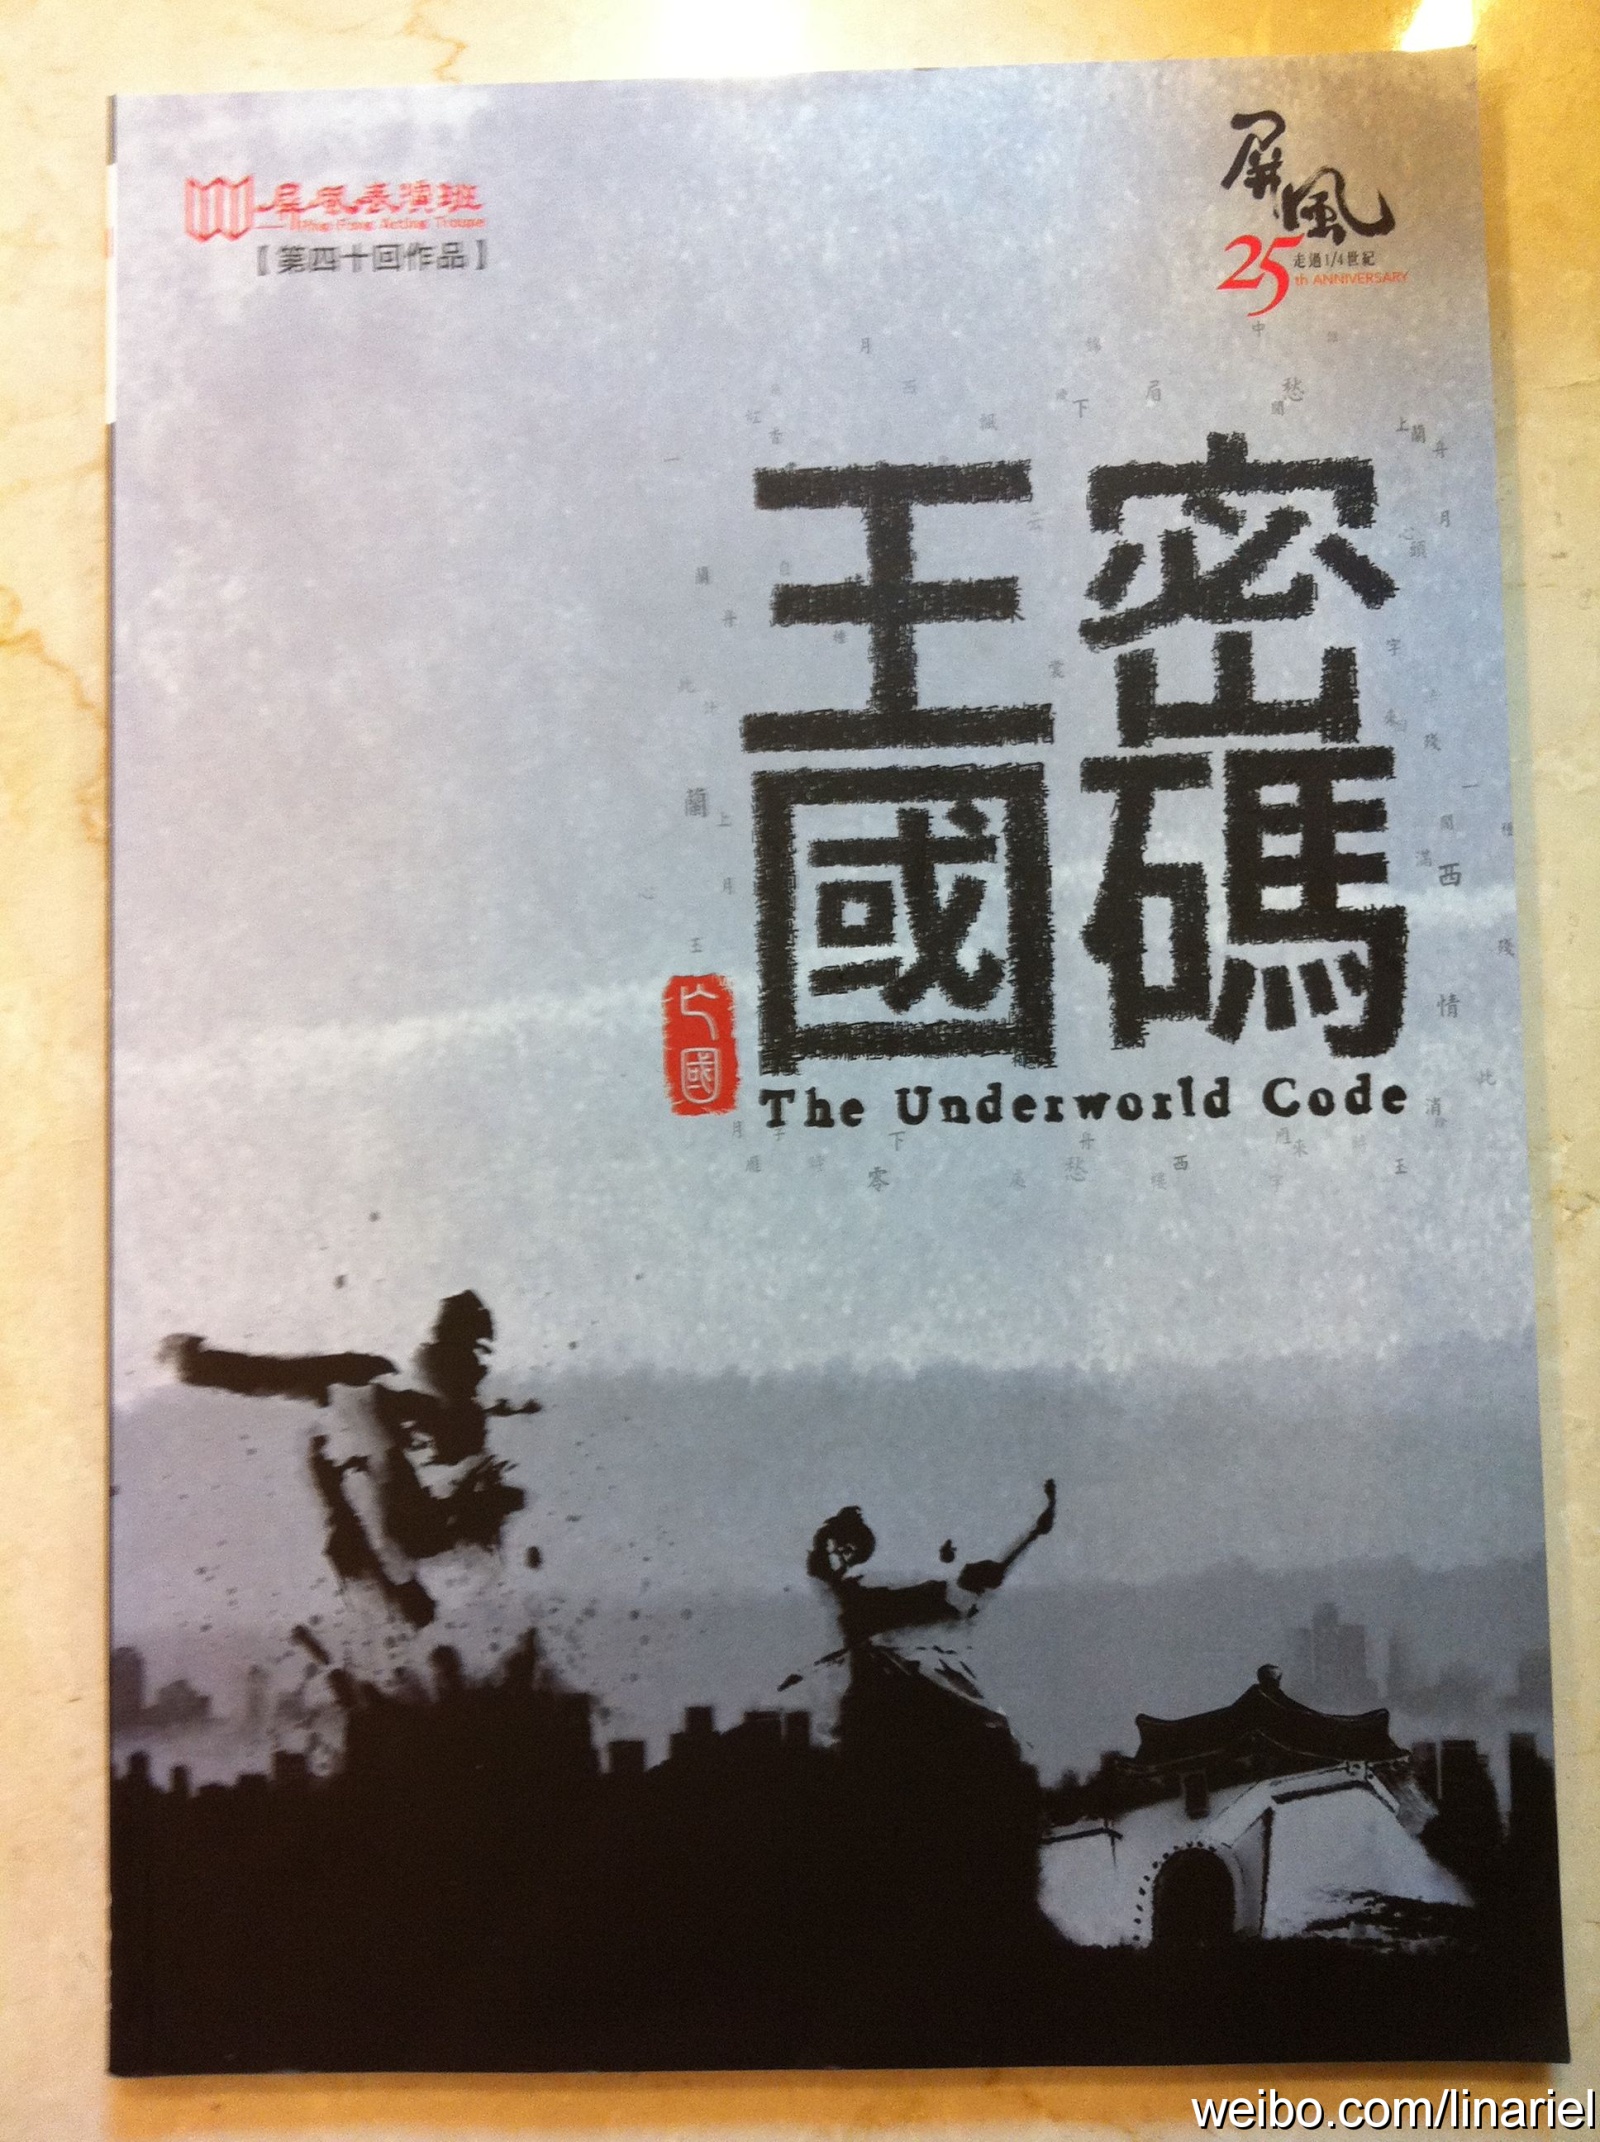 屏風表演班
Ping Fong Acting Troupe
【第四十回作品】
屏風
25
走過1/4世紀
th ANNIVERSARY
王國
密碼
The Underworld Code
weibo.com/linariel